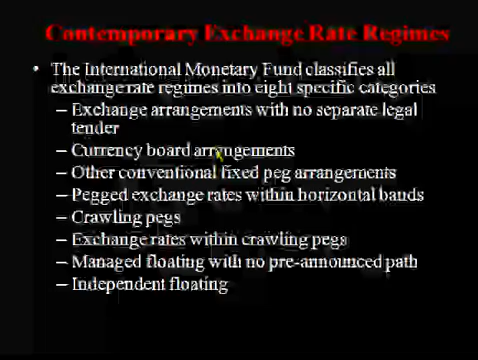 Contemporary Exchange Rate Regimes
• The International Monetary Fund classifies all
exchange rate regimes into eight specific categories
– Exchange arrangements with no separate legal
tender
– Currency board arrangements
– Other conventional fixed peg arrangements
– Pegged exchange rates within horizontal bands
– Crawling pegs
– Exchange rates within crawling pegs
– Managed floating with no pre-announced path
– Independent floating